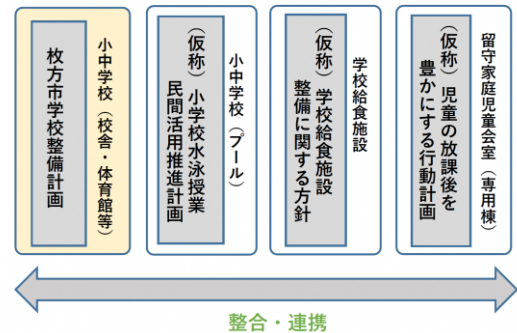 小中学校（校舎・体育館等）
枚方市学校整備計画
小中学校（プール）
（仮称）小学校水泳授業
民間活用推進計画
学校給食施設
（仮称）学校給食施設
整備に関する方針
留守家庭児童会室（専用棟）
（仮称）児童の放課後を
豊かにする行動計画
整合・連携